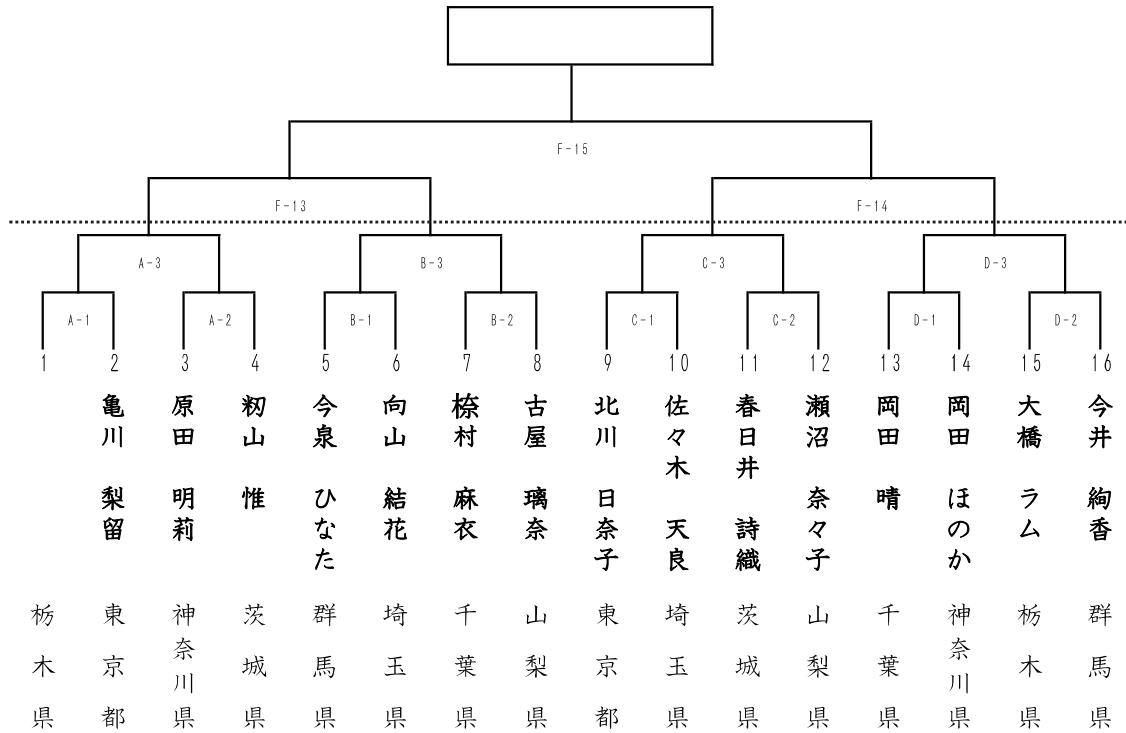 F-15
F-13
F-14
A-3
B-3
C-3
D-3
A-1
A-2
B-1
B-2
C-1
C-2
D-1
D-2
1
2
3
4
5
6
7
8
9
10
11
12
13
14
15
16
亀川 梨留
原田 明莉
籾山 惟
今泉 ひなた
向山 結花
村 麻衣
古屋 璃奈
北川 日奈子
佐々木 天良
春日井 詩織
瀬沼 奈々子
岡田 晴
岡田 ほのか
大橋 ラム
今井 絢香
栃木県
東京都
神奈川県
茨城県
群馬県
埼玉県
千葉県
山梨県
東京都
埼玉県
茨城県
山梨県
千葉県
神奈川県
栃木県
群馬県